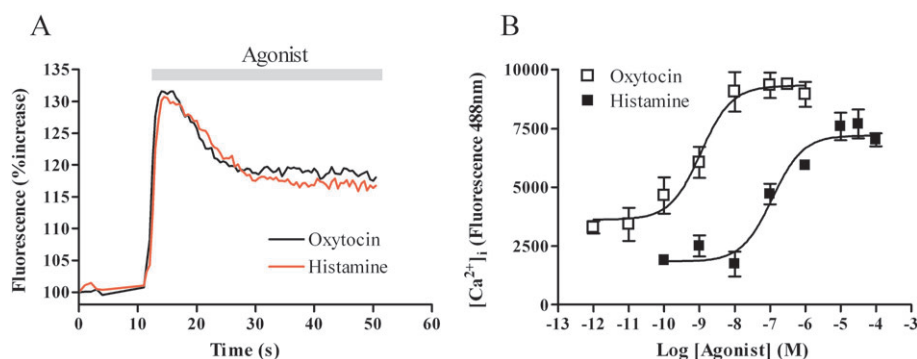 A
Agonist
Fluorescence (%increase)
135
130
125
120
115
110
105
100
Oxytocin
Histamine
0 10 20 30 40 50 60
Time (s)
B
[Ca²⁺]ᵢ (Fluorescence 488nm)
10000
7500
5000
2500
0
Oxytocin
Histamine
-13 -12 -11 -10 -9 -8 -7 -6 -5 -4 -3
Log [Agonist] (M)